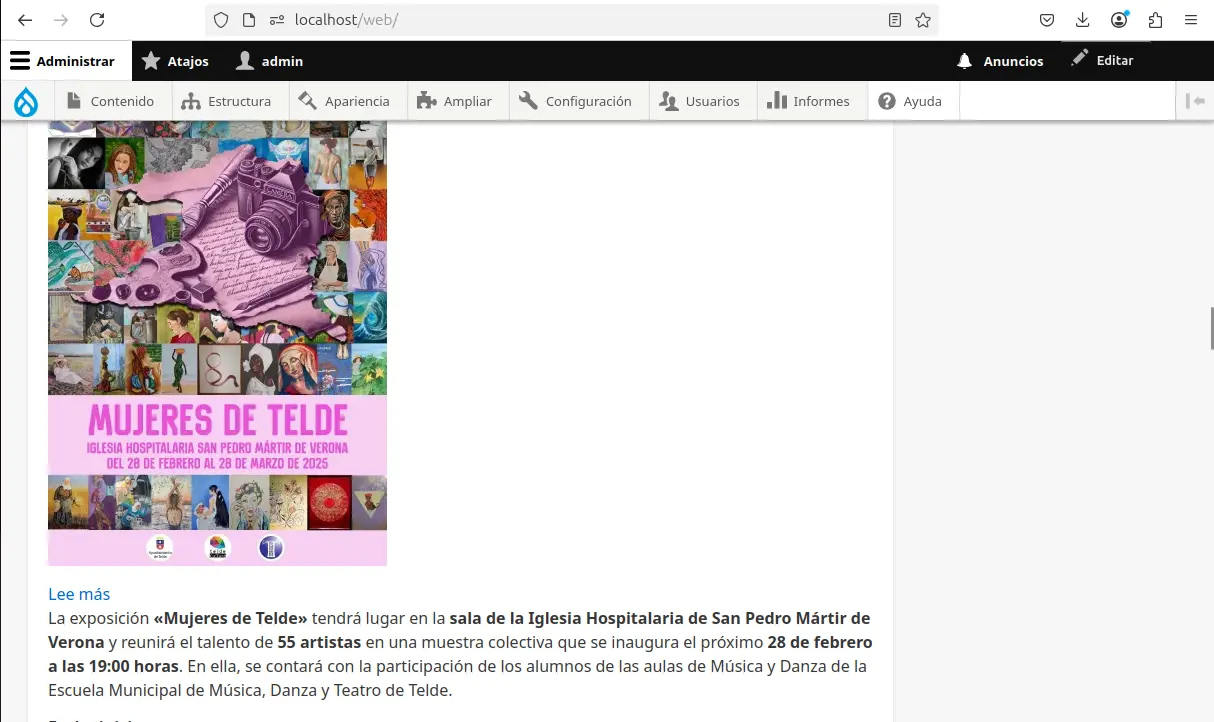 localhost/web/
Administrar Atajos admin Anuncios Editar
Contenido Estructura Apariencia Ampliar Configuración Usuarios Informes Ayuda
MUJERES DE TELDE
IGLESIA HOSPITALARIA SAN PEDRO MÁRTIR DE VERONA
DEL 28 DE FEBRERO AL 28 DE MARZO DE 2025
Ayuntamiento
de Telde
telde
Lee más
La exposición «Mujeres de Telde» tendrá lugar en la sala de la Iglesia Hospitalaria de San Pedro Mártir de
Verona y reunirá el talento de 55 artistas en una muestra colectiva que se inaugura el próximo 28 de febrero
a las 19:00 horas. En ella, se contará con la participación de los alumnos de las aulas de Música y Danza de la
Escuela Municipal de Música, Danza y Teatro de Telde.